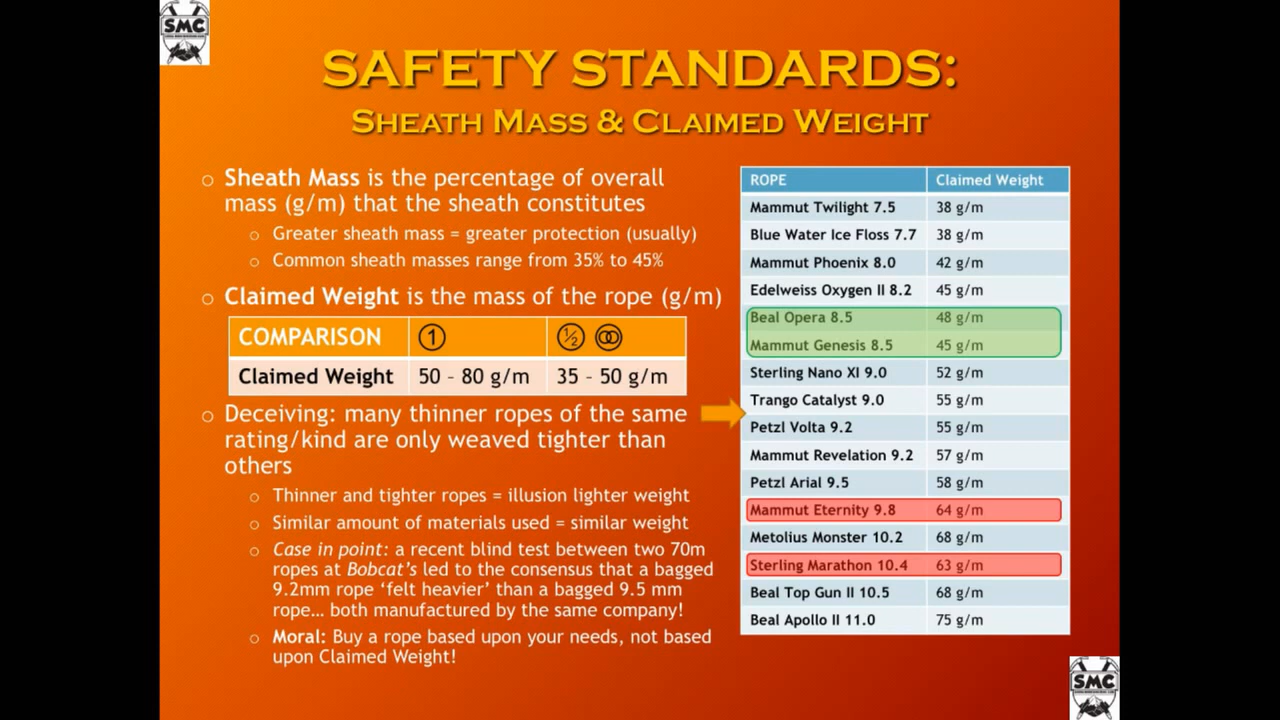 SMC
SAFETY STANDARDS:
SHEATH MASS & CLAIMED WEIGHT
Sheath Mass is the percentage of overall
mass (g/m) that the sheath constitutes
Greater sheath mass = greater protection (usually)
Common sheath masses range from 35% to 45%
Claimed Weight is the mass of the rope (g/m)
COMPARISON 1 ½
Claimed Weight 50 - 80 g/m 35 - 50 g/m
Deceiving: many thinner ropes of the same
rating/kind are only weaved tighter than
others
Thinner and tighter ropes = illusion lighter weight
Similar amount of materials used = similar weight
Case in point: a recent blind test between two 70m
ropes at Bobcat's led to the consensus that a bagged
9.2mm rope ‘felt heavier’ than a bagged 9.5 mm
rope… both manufactured by the same company!
Moral: Buy a rope based upon your needs, not based
upon Claimed Weight!
ROPE Claimed Weight
Mammut Twilight 7.5 38 g/m
Blue Water Ice Floss 7.7 38 g/m
Mammut Phoenix 8.0 42 g/m
Edelweiss Oxygen II 8.2 45 g/m
Beal Opera 8.5 48 g/m
Mammut Genesis 8.5 45 g/m
Sterling Nano XI 9.0 52 g/m
Trango Catalyst 9.0 55 g/m
Petzl Volta 9.2 55 g/m
Mammut Revelation 9.2 57 g/m
Petzl Arial 9.5 58 g/m
Mammut Eternity 9.8 64 g/m
Metolius Monster 10.2 68 g/m
Sterling Marathon 10.4 63 g/m
Beal Top Gun II 10.5 68 g/m
Beal Apollo II 11.0 75 g/m
SMC